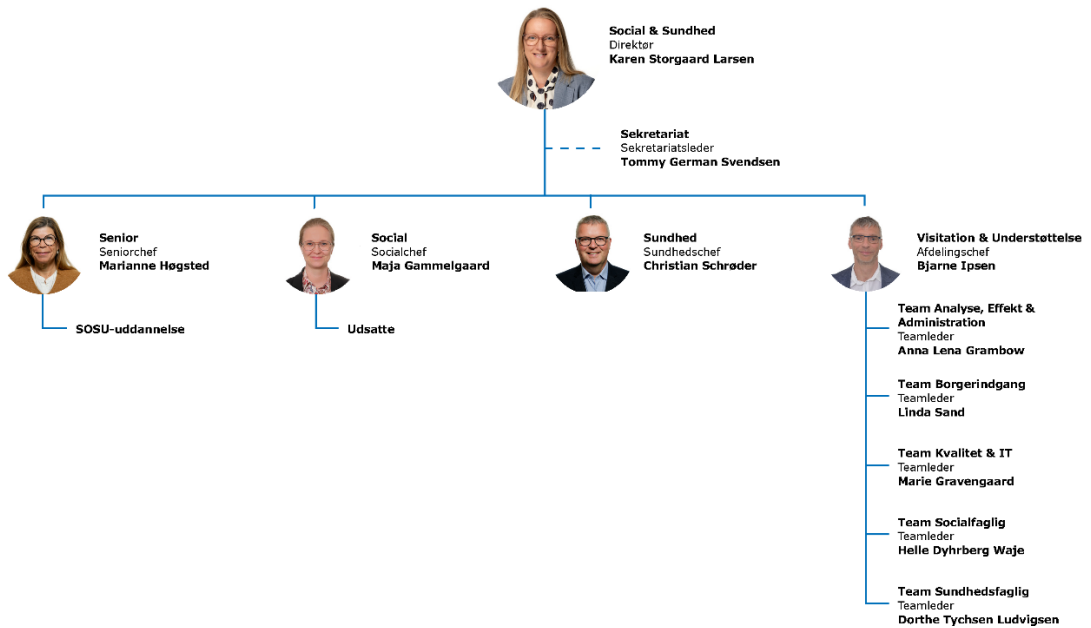 Social & Sundhed
Direktør
Karen Storgaard Larsen
Sekretariat
Sekretariatsleder
Tommy German Svendsen
Senior
Seniorchef
Marianne Høgsted
Social
Socialchef
Maja Gammelgaard
Sundhed
Sundhedschef
Christian Schrøder
Visitation & Understøttelse
Afdelingschef
Bjarne Ipsen
SOSU-uddannelse
Udsatte
Team Analyse, Effekt &
Administration
Teamleder
Anna Lena Grambow
Team Borgerindgang
Teamleder
Linda Sand
Team Kvalitet & IT
Teamleder
Marie Gravengaard
Team Socialfaglig
Teamleder
Helle Dyhrberg Waje
Team Sundhedsfaglig
Teamleder
Dorthe Tychsen Ludvigsen